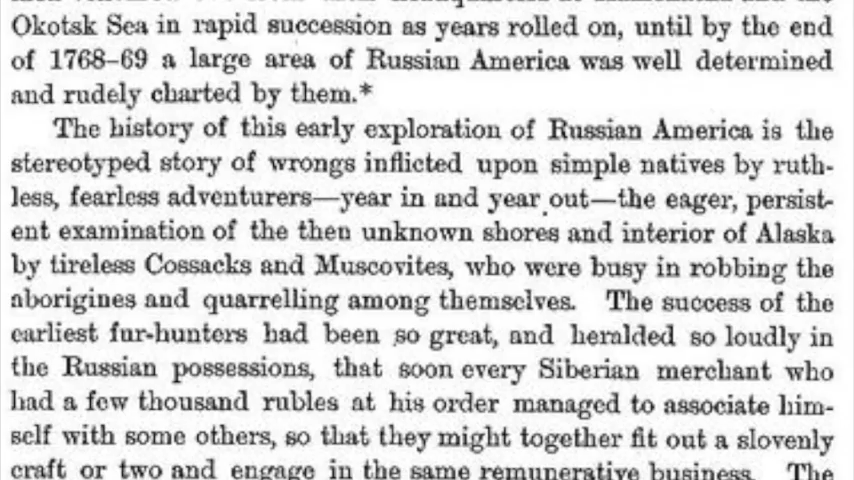 Okotsk Sea in rapid succession as years rolled on, until by the end
of 1768–69 a large area of Russian America was well determined
and rudely charted by them.*
The history of this early exploration of Russian America is the
stereotyped story of wrongs inflicted upon simple natives by ruth-
less, fearless adventurers—year in and year out—the eager, persist-
ent examination of the then unknown shores and interior of Alaska
by tireless Cossacks and Muscovites, who were busy in robbing the
aborigines and quarrelling among themselves. The success of the
earliest fur-hunters had been so great, and heralded so loudly in
the Russian possessions, that soon every Siberian merchant who
had a few thousand rubles at his order managed to associate him-
self with some others, so that they might together fit out a slovenly
craft or two and engage in the same remunerative business. The